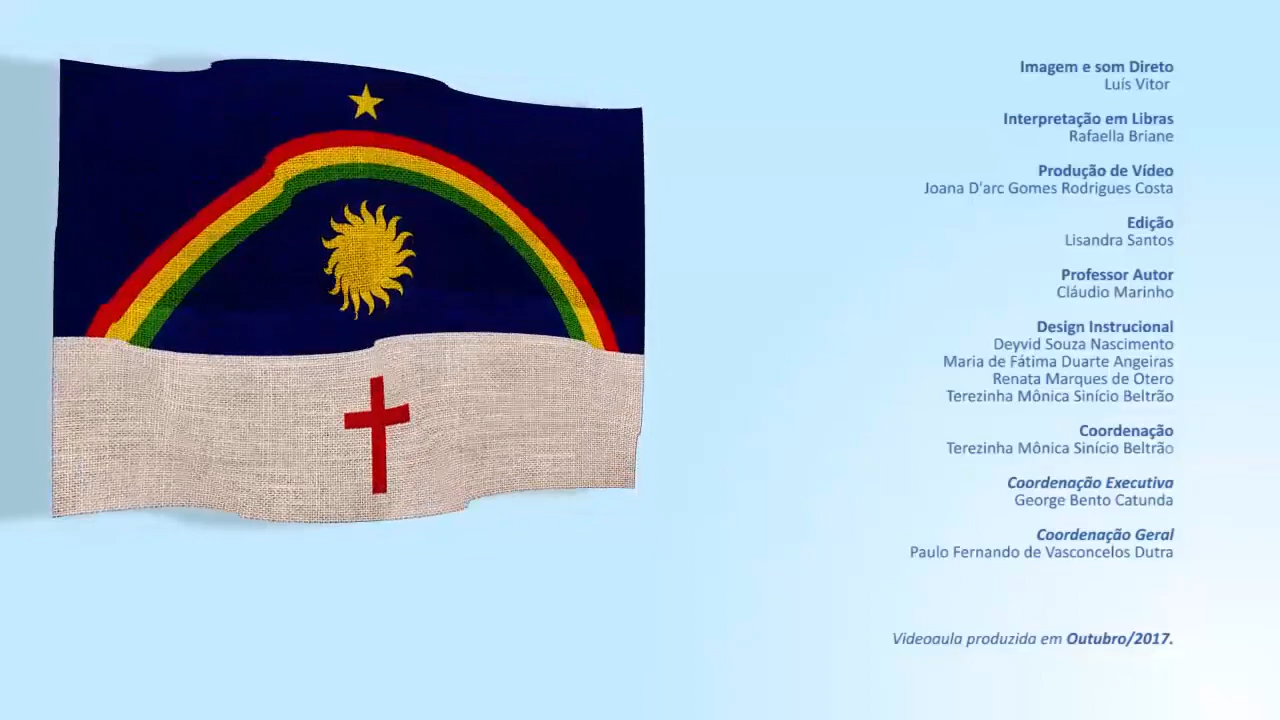 Imagem e som Direto
Luís Vitor
Interpretação em Libras
Rafaella Briane
Produção de Vídeo
Joana D'arc Gomes Rodrigues Costa
Edição
Lisandra Santos
Professor Autor
Cláudio Marinho
Design Instrucional
Deyvid Souza Nascimento
Maria de Fátima Duarte Angeiras
Renata Marques de Otero
Terezinha Mônica Sinício Beltrão
Coordenação
Terezinha Mônica Sinício Beltrão
Coordenação Executiva
George Bento Catunda
Coordenação Geral
Paulo Fernando de Vasconcelos Dutra
Videoaula produzida em Outubro/2017.